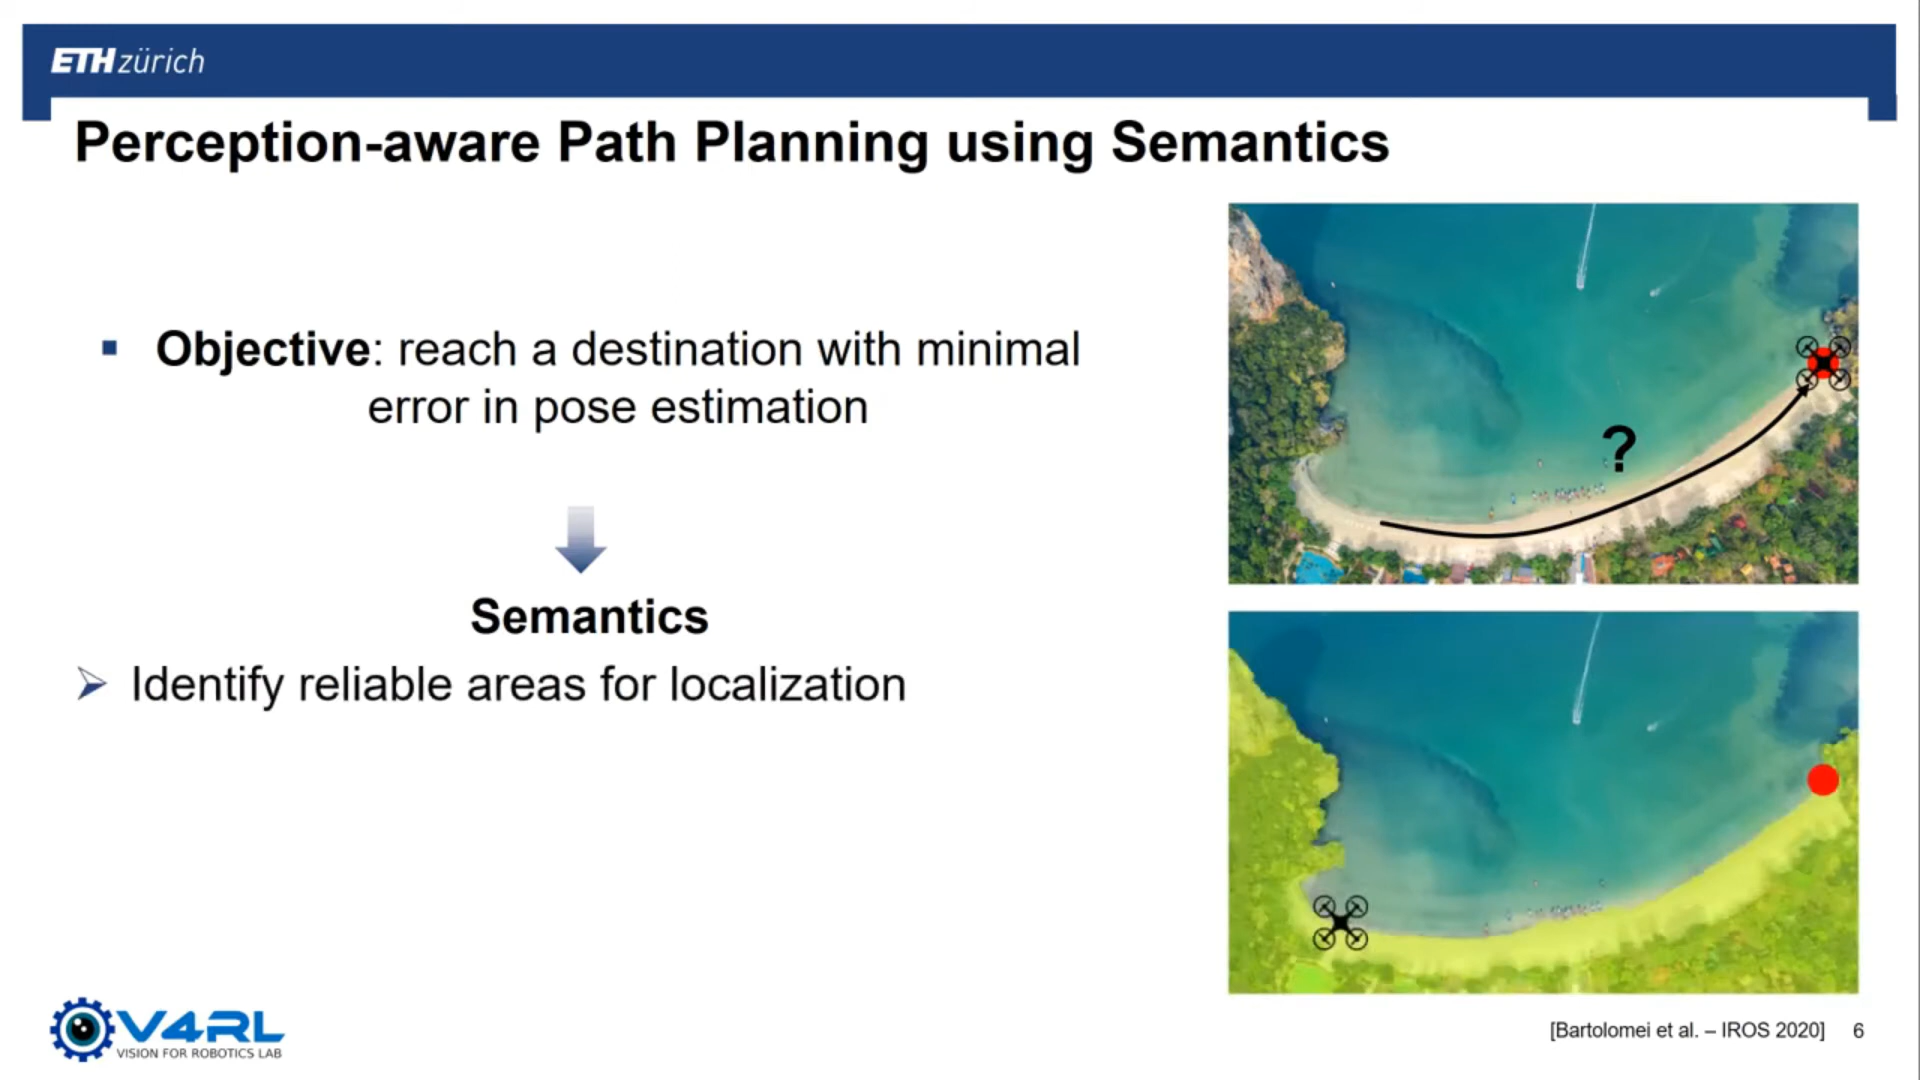 ETH zürich
Perception-aware Path Planning using Semantics
▪ Objective: reach a destination with minimal
error in pose estimation
?
Semantics
➢ Identify reliable areas for localization
V4RL
VISION FOR ROBOTICS LAB
[Bartolomei et al. – IROS 2020] 6